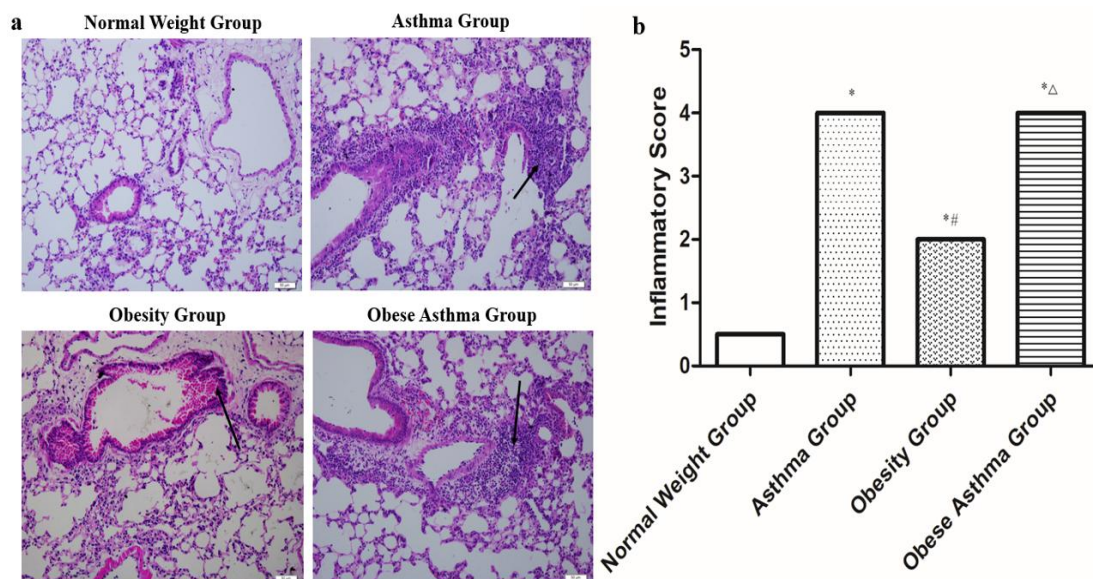 a
Normal Weight Group
Asthma Group
Obesity Group
Obese Asthma Group
b
Inflammatory Score
5
4
3
2
1
0
*
*#
*△
Normal Weight Group
Asthma Group
Obesity Group
Obese Asthma Group